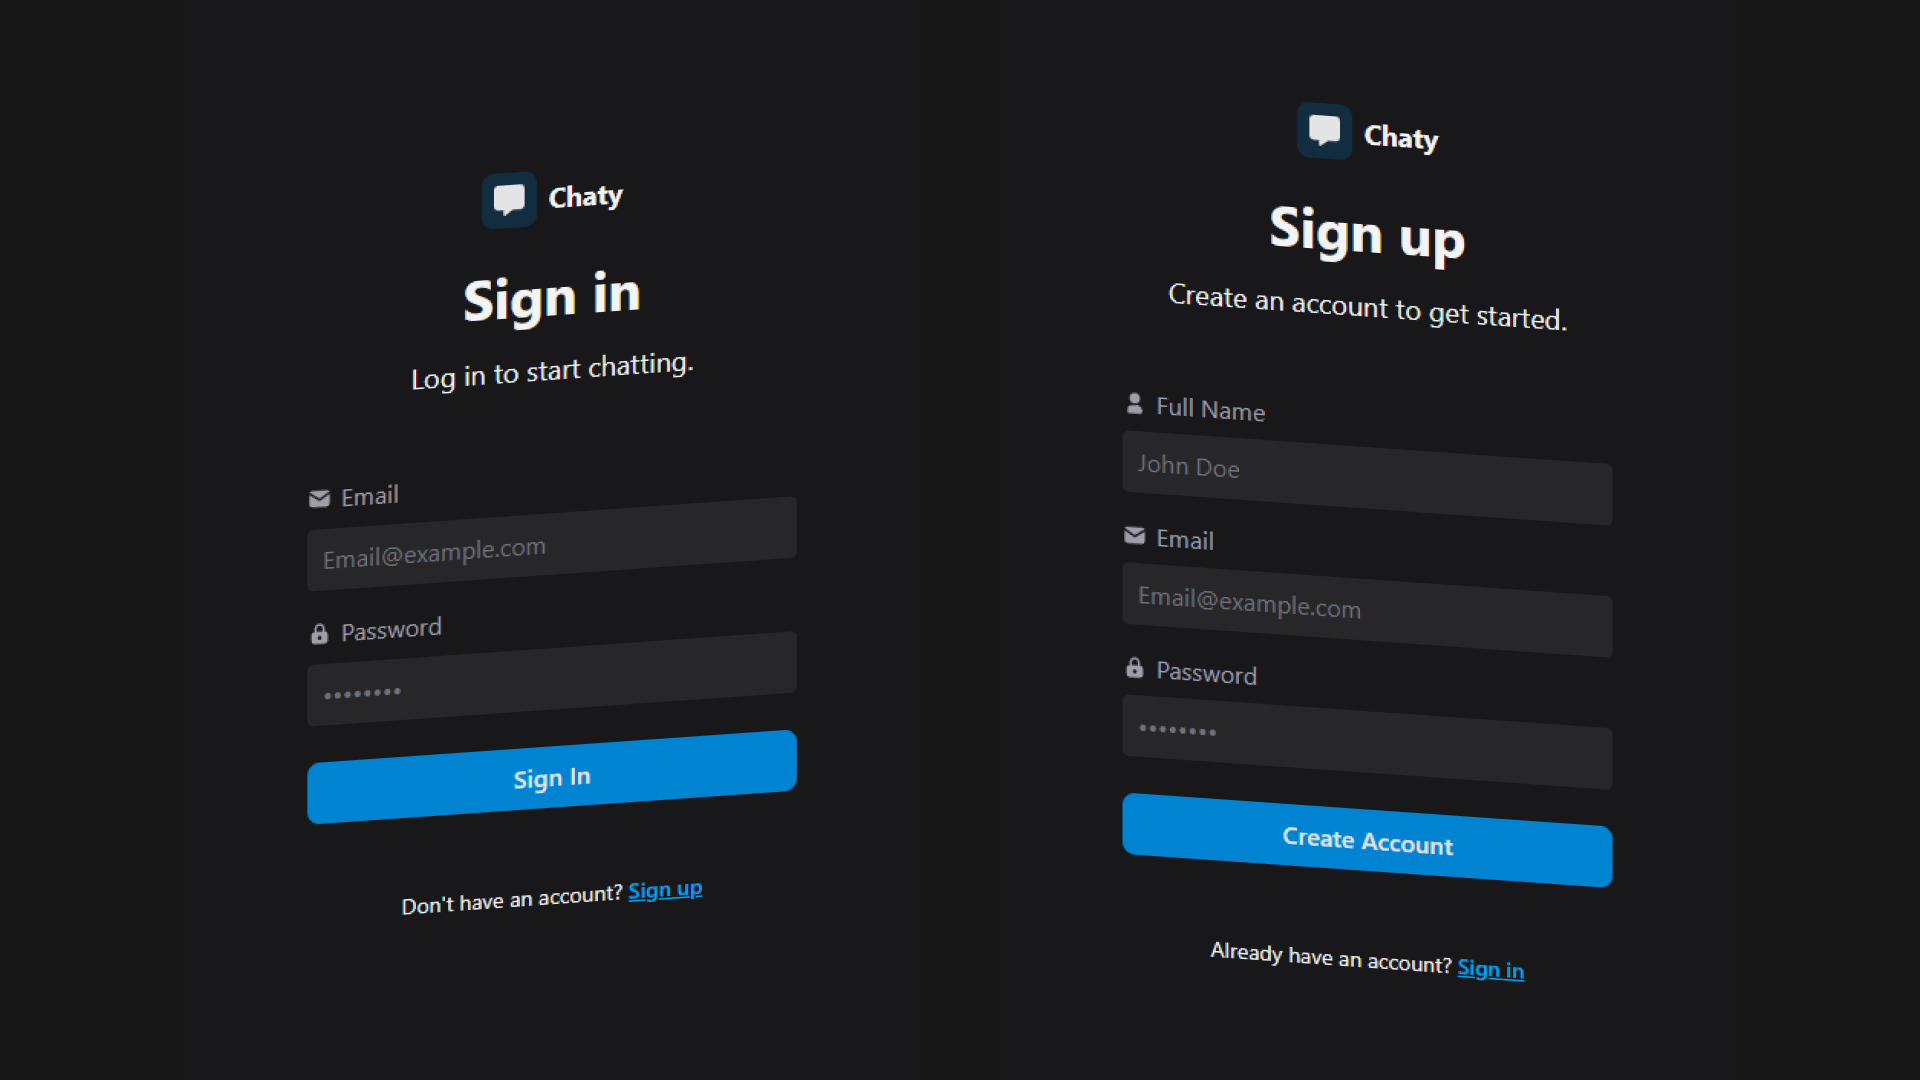 Chaty
Sign in
Log in to start chatting.
Email
Email@example.com
Password
••••••••
Sign In
Don't have an account? Sign up
Chaty
Sign up
Create an account to get started.
Full Name
John Doe
Email
Email@example.com
Password
••••••••
Create Account
Already have an account? Sign in